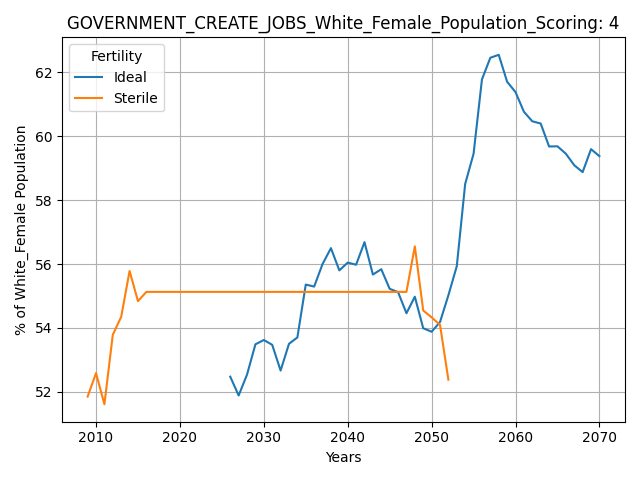 GOVERNMENT_CREATE_JOBS_White_Female_Population_Scoring: 4
Fertility
Ideal
Sterile
% of White_Female Population
62
60
58
56
54
52
2010 2020 2030 2040 2050 2060 2070
Years